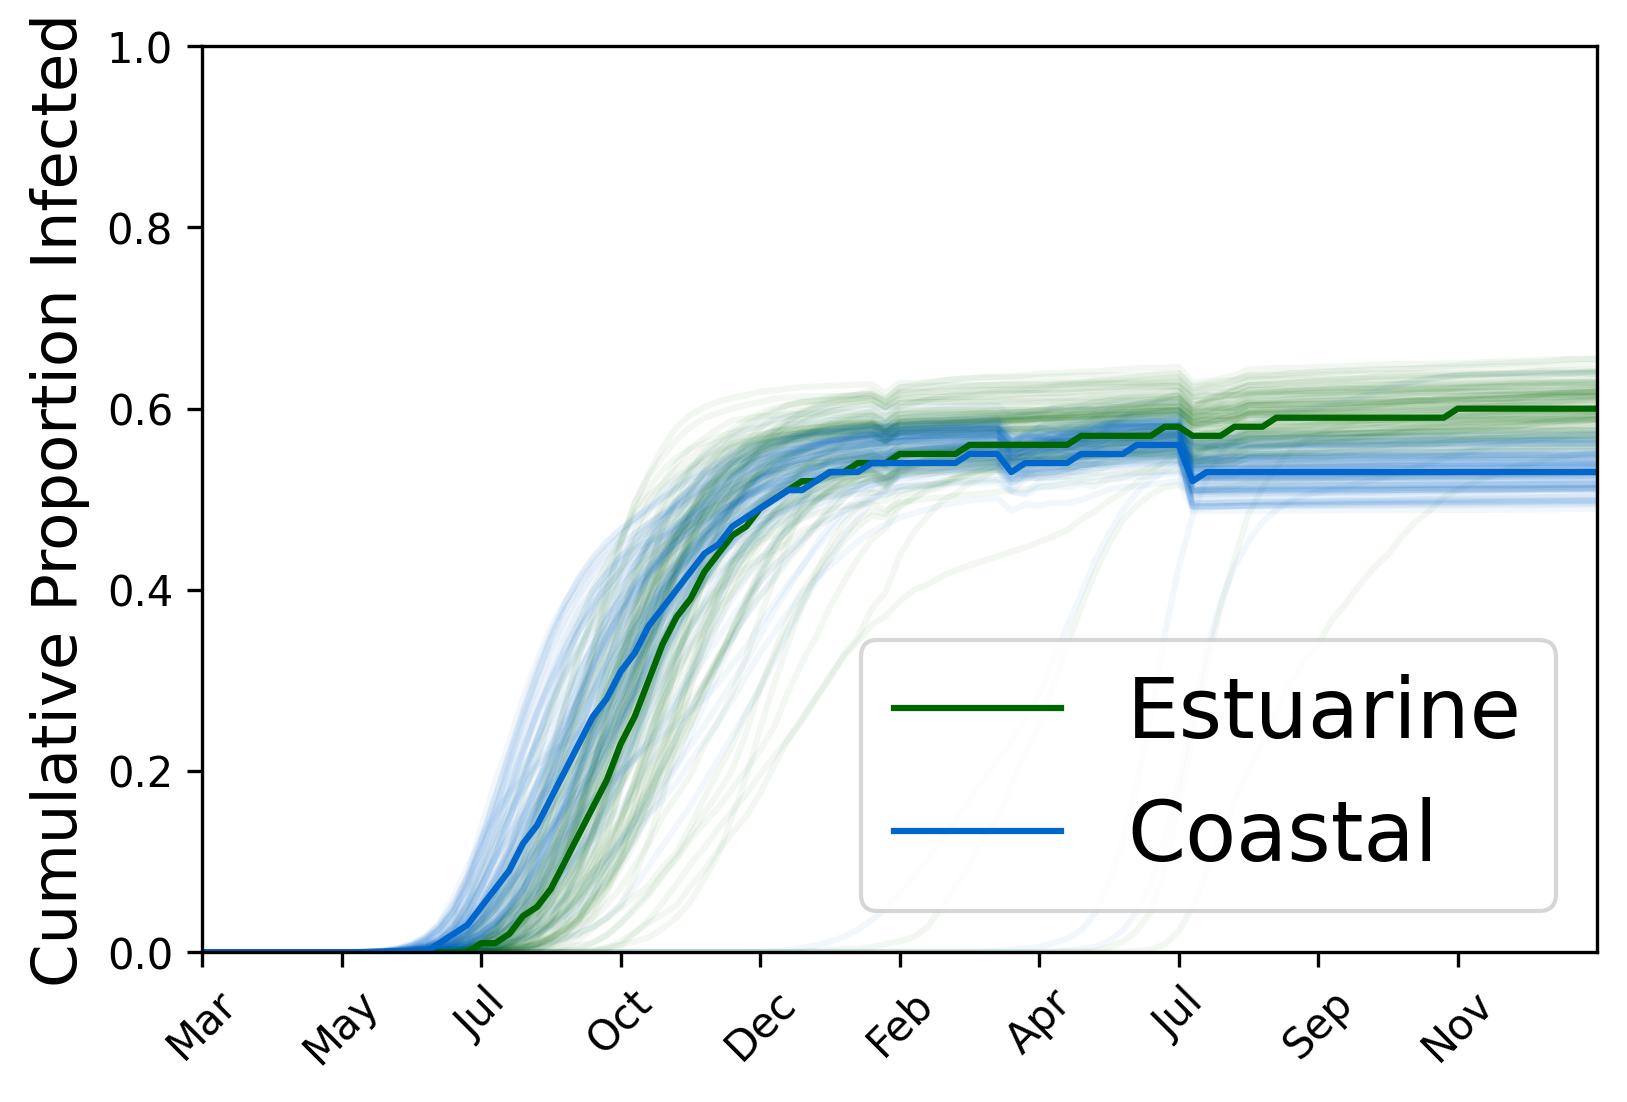 Cumulative Proportion Infected
1.0
0.8
0.6
0.4
0.2
0.0
Mar
May
Jul
Oct
Dec
Feb
Apr
Jul
Sep
Nov
Estuarine
Coastal